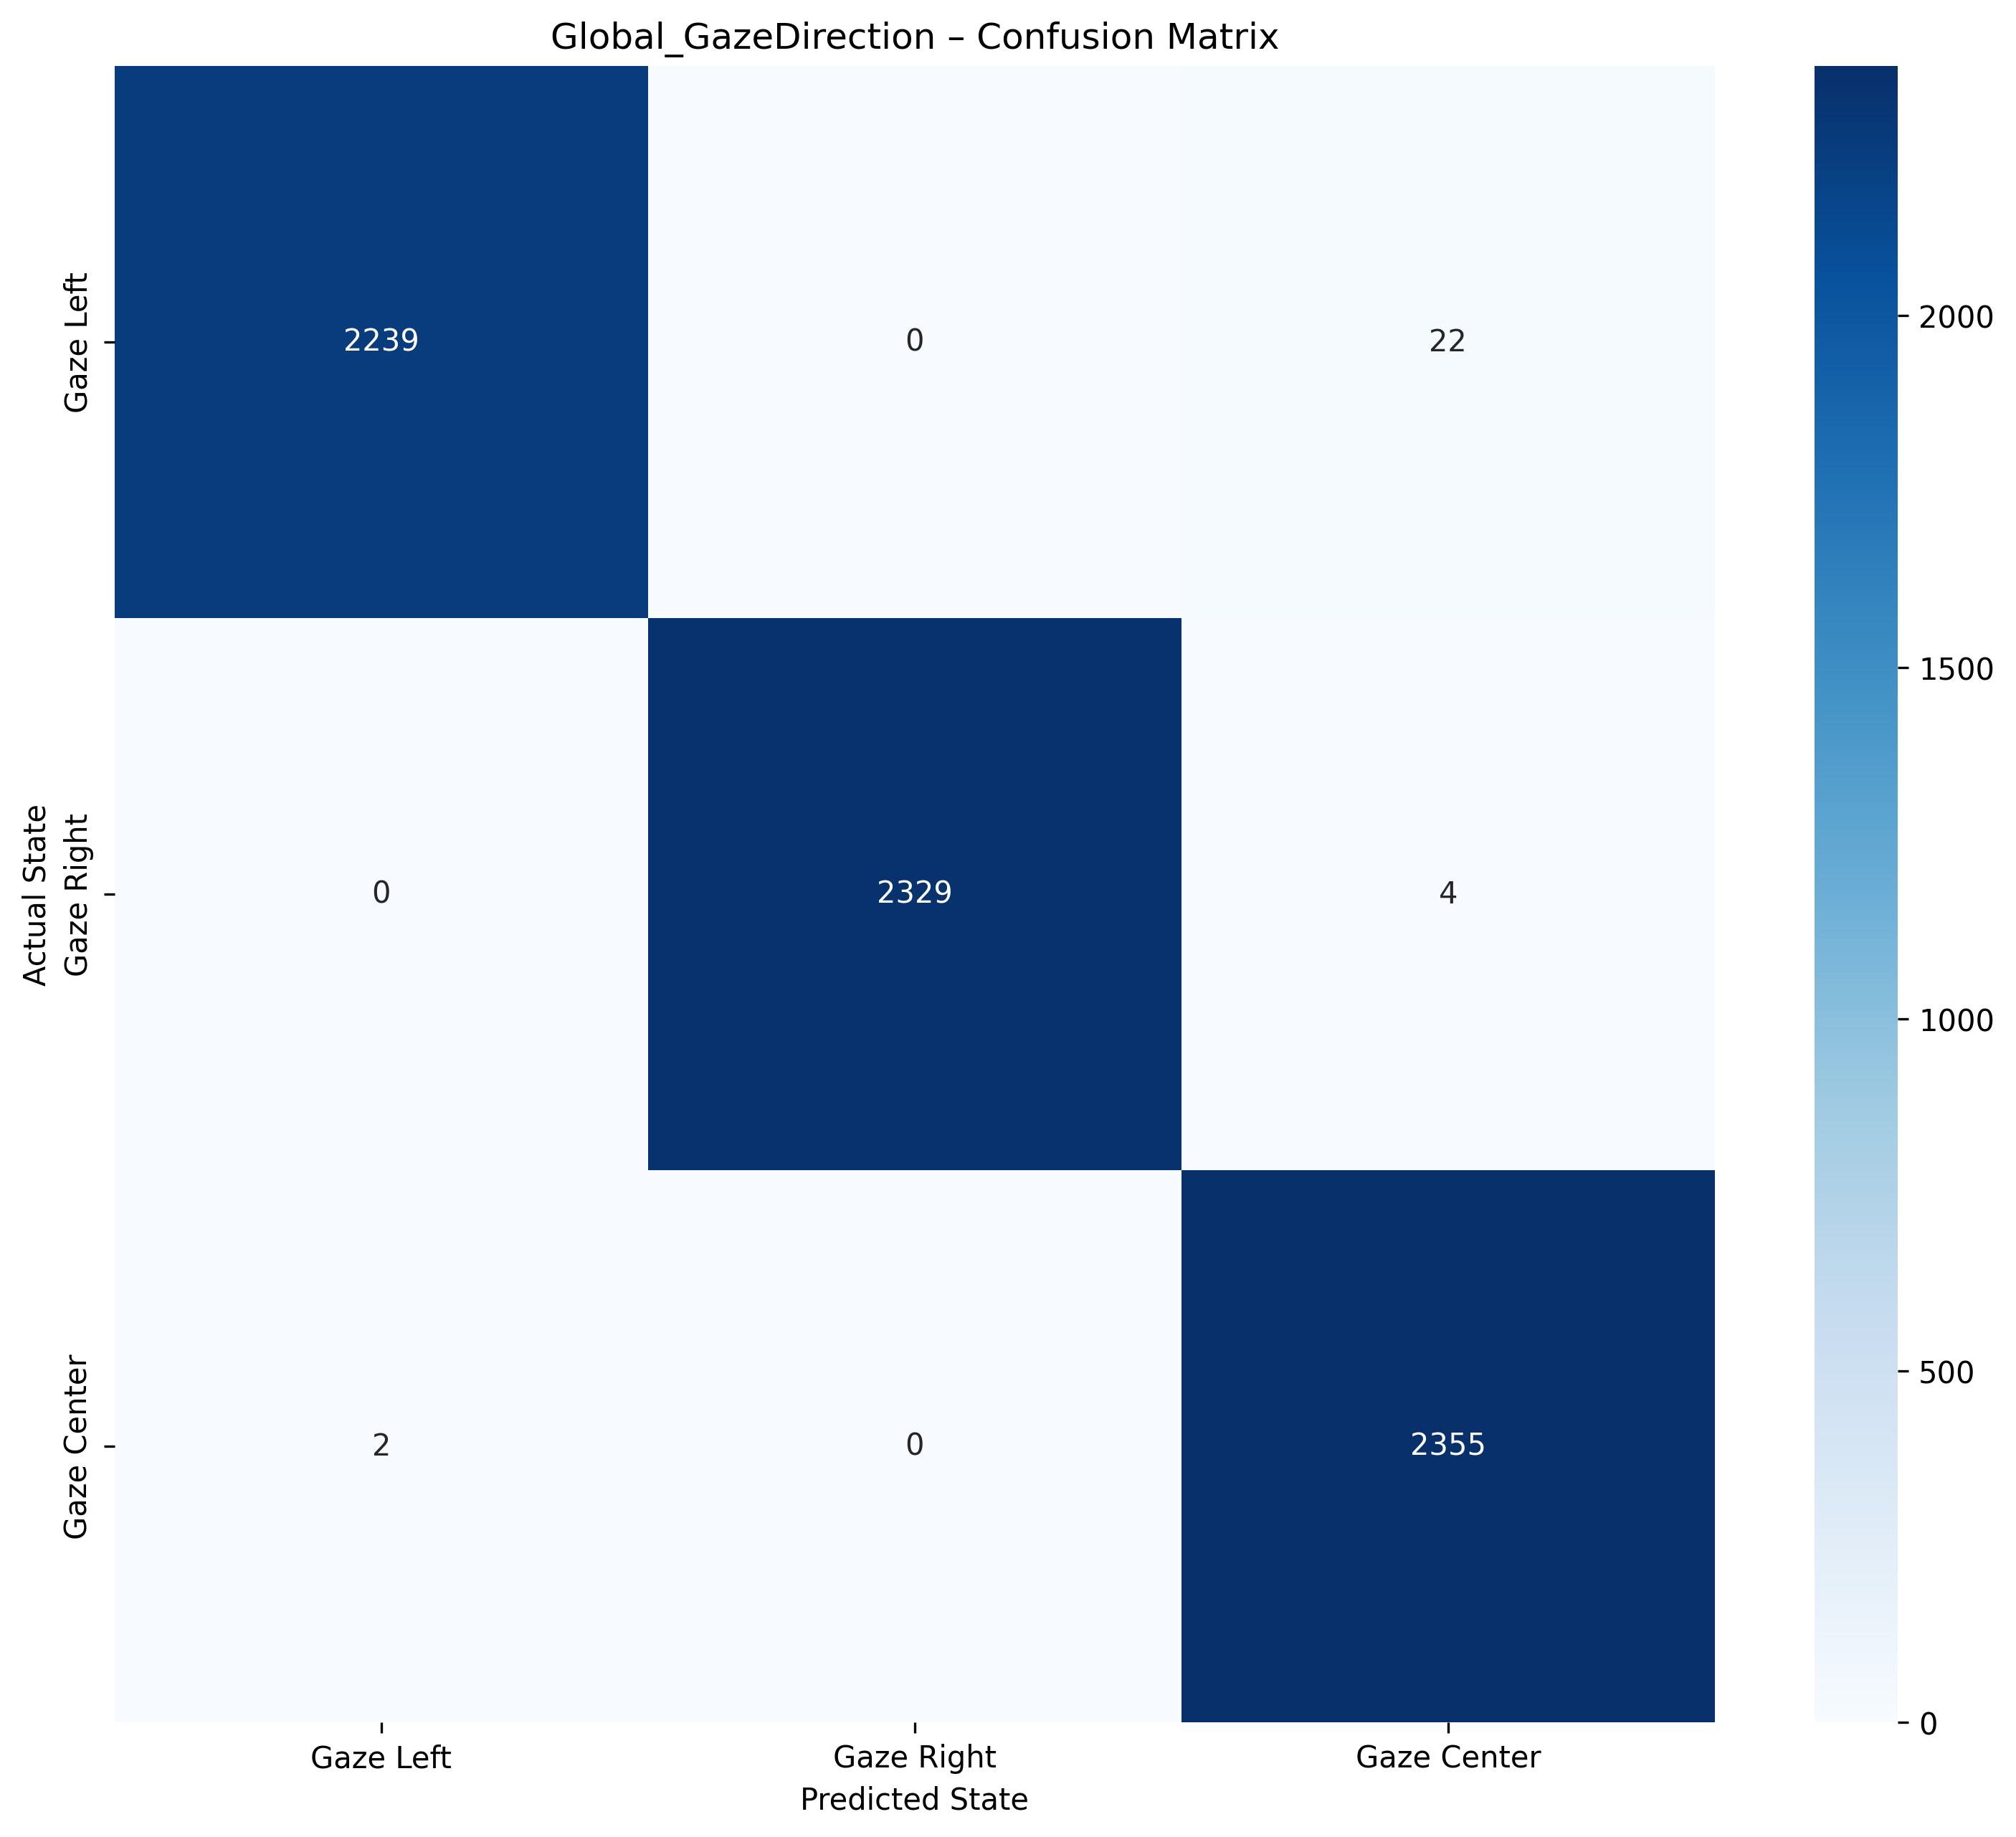 Global_GazeDirection – Confusion Matrix
Actual State
Gaze Left
2239
0
22
Gaze Right
0
2329
4
Gaze Center
2
0
2355
Gaze Left
Gaze Right
Gaze Center
Predicted State
2000
1500
1000
500
0